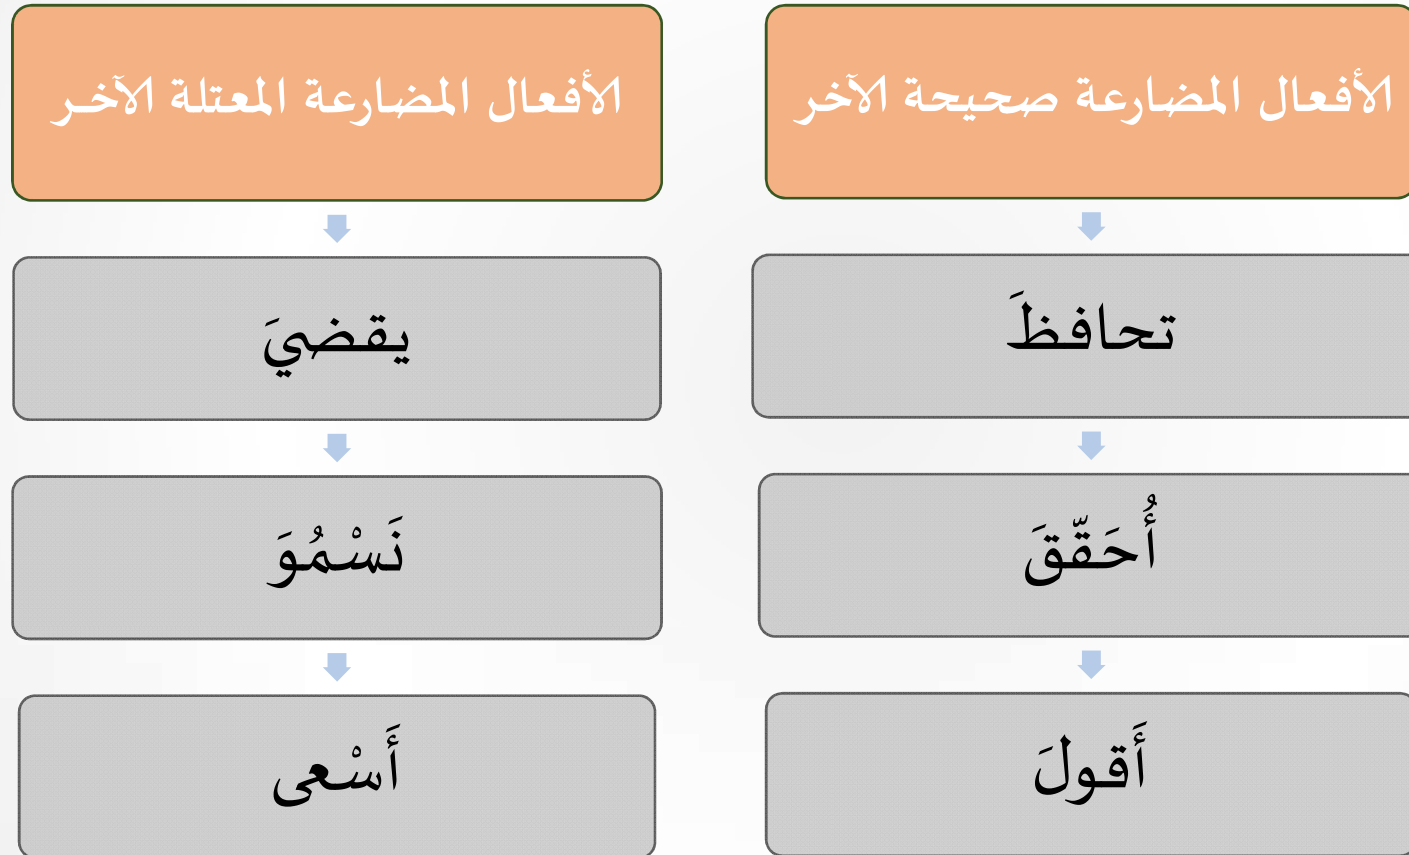 الأفعال المضارعة صحيحة الآخر
تحافظَ
أُحَقّقَ
أَقولَ
الأفعال المضارعة المعتلة الآخر
يقضيَ
نَسْمُوَ
أَسْعى